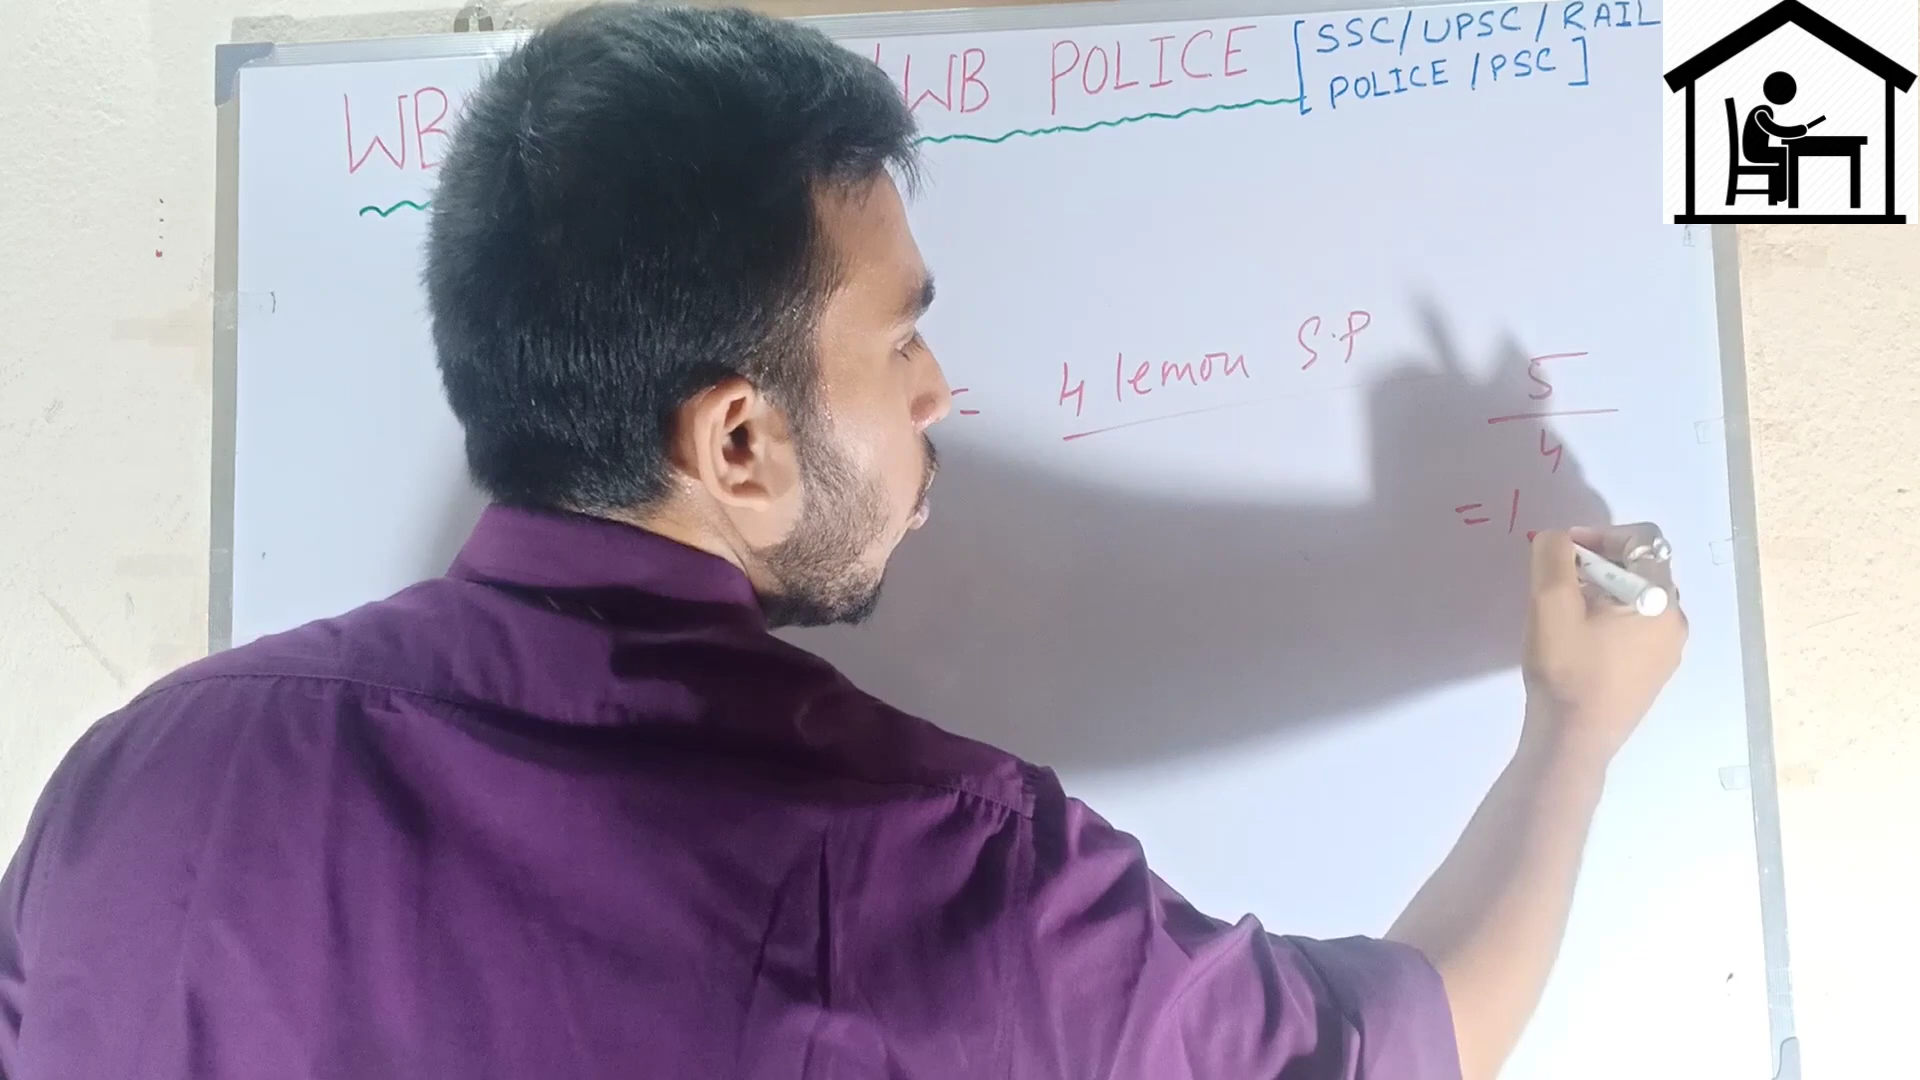 WB WB POLICE [SSC/UPSC/RAIL
POLICE/PSC]
= 4 lemon S.P
5
4
= 1.